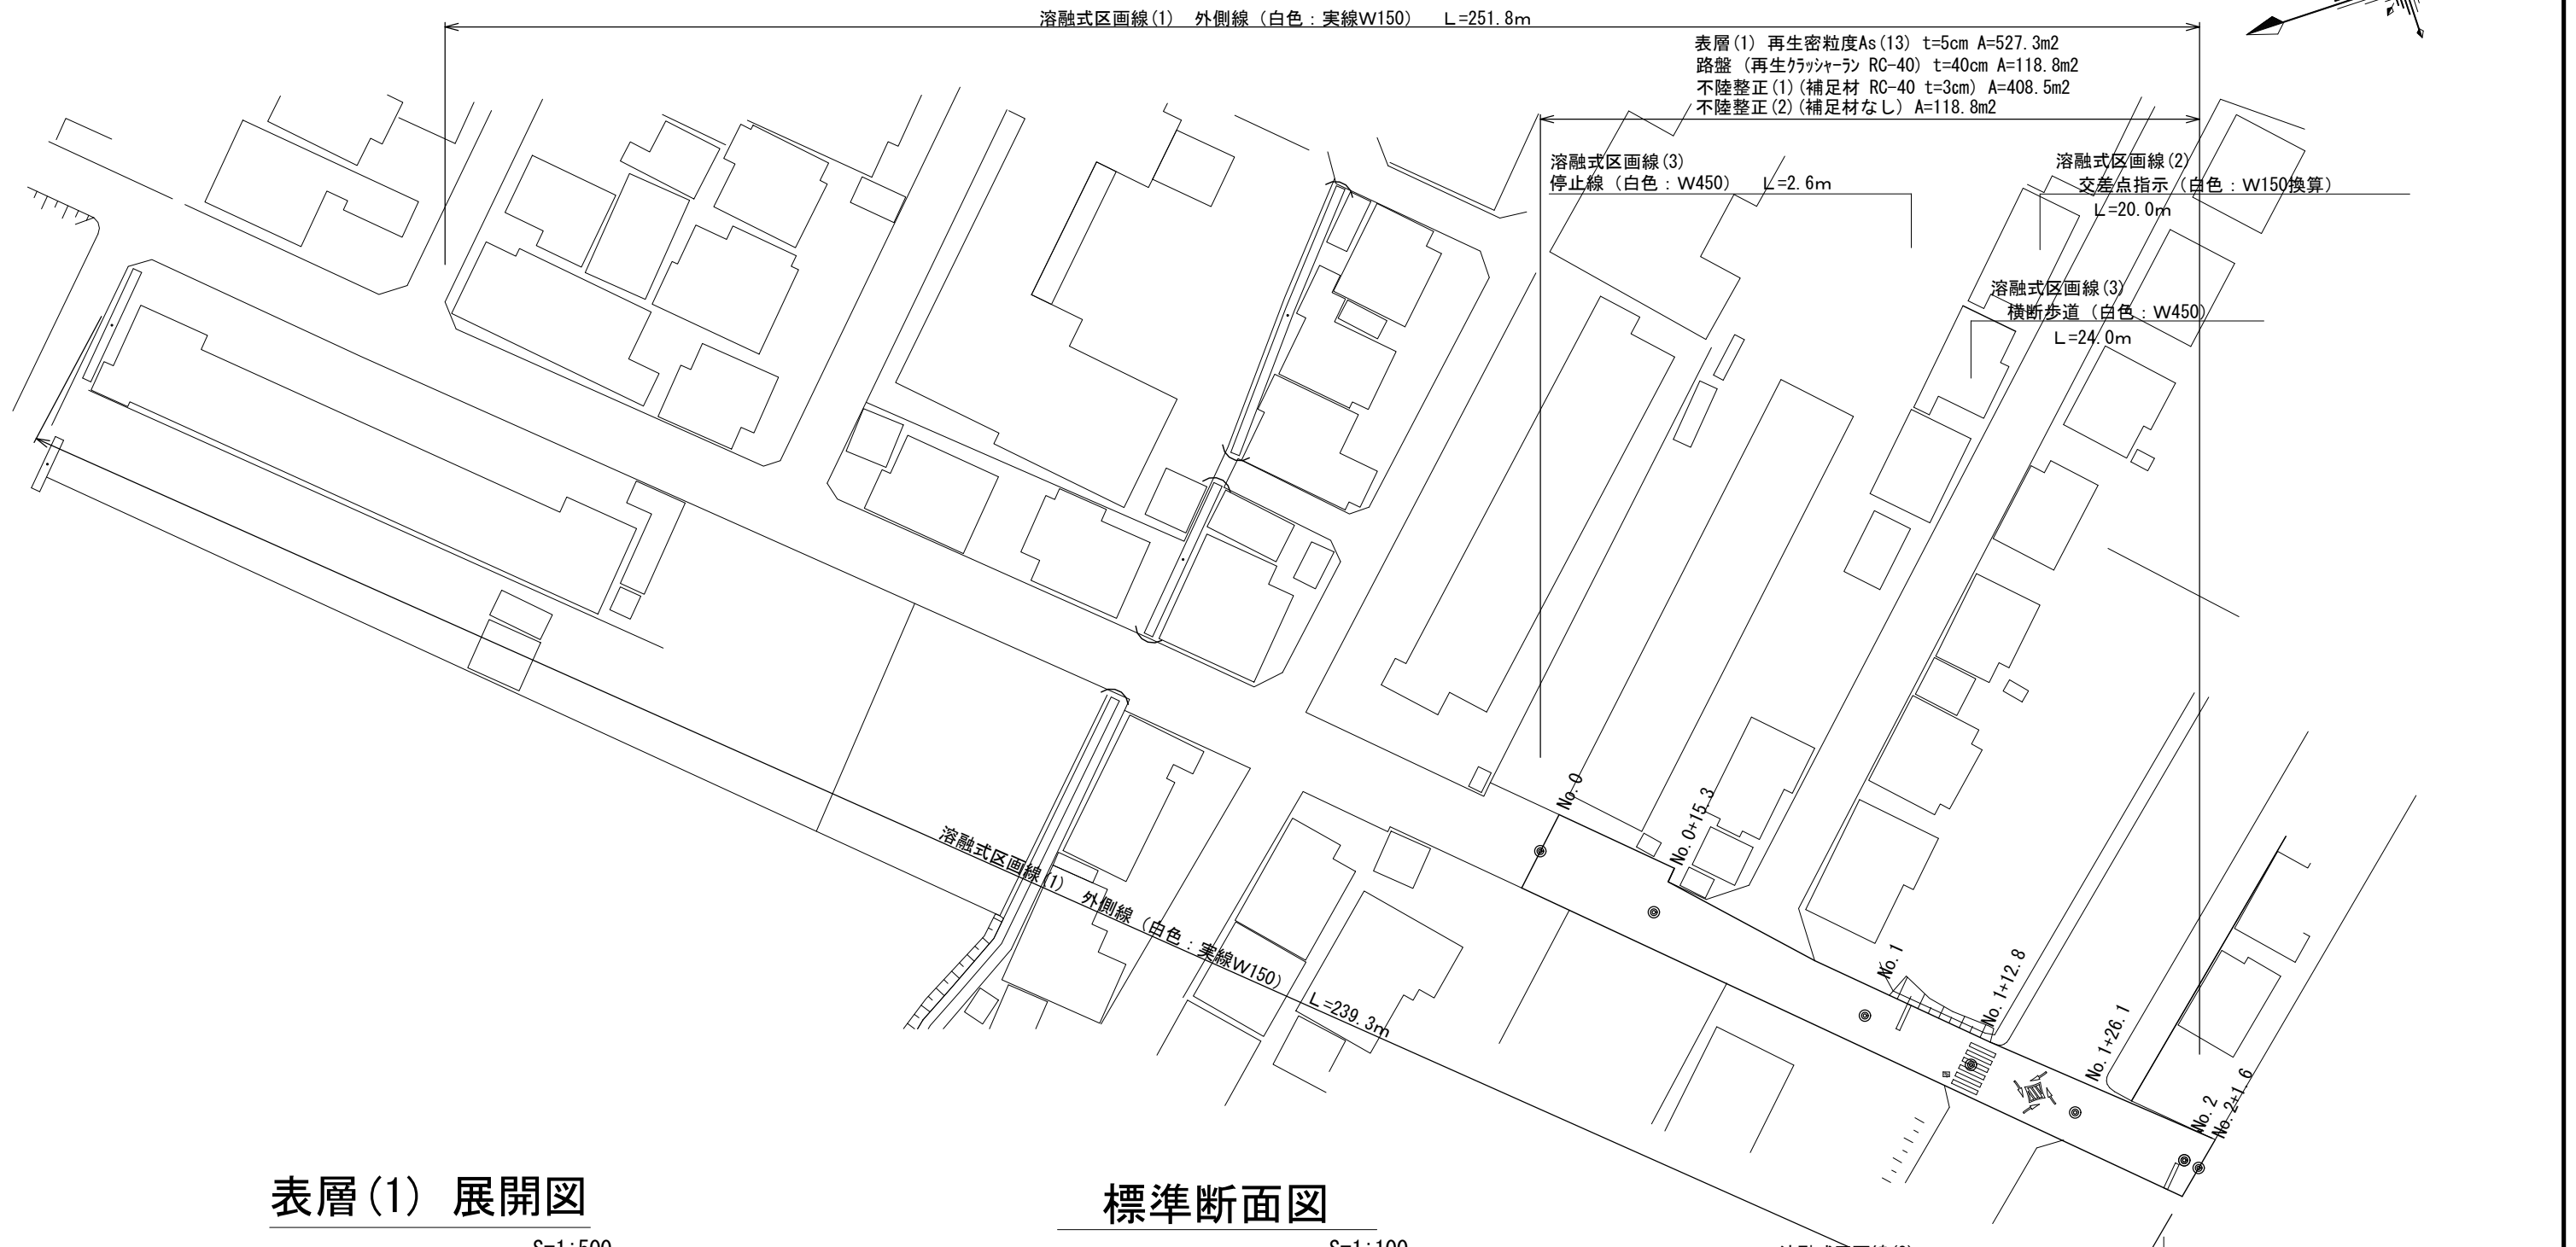 溶融式区画線(1)　外側線（白色：実線W150）　L=251.8m
表層(1) 再生密粒度As(13) t=5cm A=527.3m2
路盤（再生ｸﾗｯｼｬｰﾗﾝ RC-40）t=40cm A=118.8m2
不陸整正(1)(補足材 RC-40 t=3cm) A=408.5m2
不陸整正(2)(補足材なし) A=118.8m2
溶融式区画線(3)
停止線（白色：W450）　L=2.6m
溶融式区画線(2)
交差点指示（白色：W150換算）
L=20.0m
溶融式区画線(3)
横断歩道（白色：W450）
L=24.0m
No.0
No.0+15.3
溶融式区画線(1)　外側線（白色：実線W150）　L=239.3m
No.1
No.1+12.8
No.1+26.1
No.2
No.2+1.6
表層(1) 展開図
S=1:500
標準断面図
S=1:100